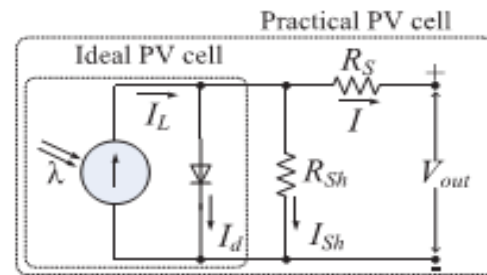 Practical PV cell
Ideal PV cell
R_S
+
I_L
I
λ
R_Sh
V_out
I_d
I_Sh
-